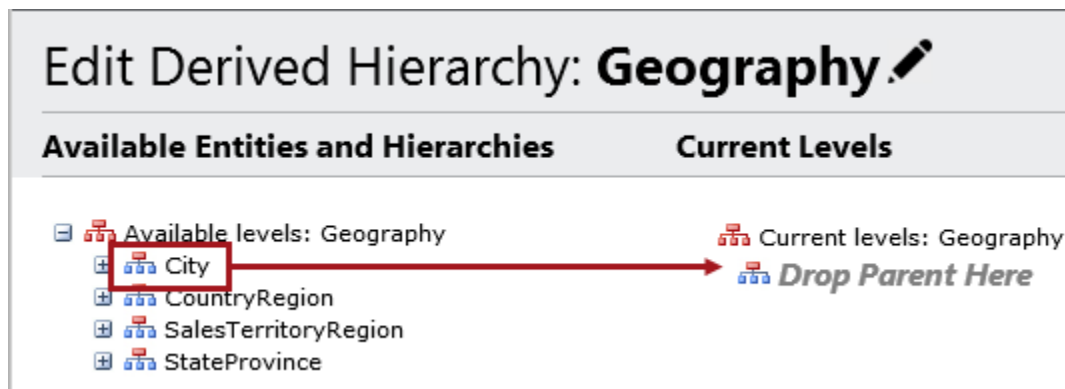 Edit Derived Hierarchy: Geography
Available Entities and Hierarchies
Current Levels
Available levels: Geography
City
CountryRegion
SalesTerritoryRegion
StateProvince
Current levels: Geography
Drop Parent Here